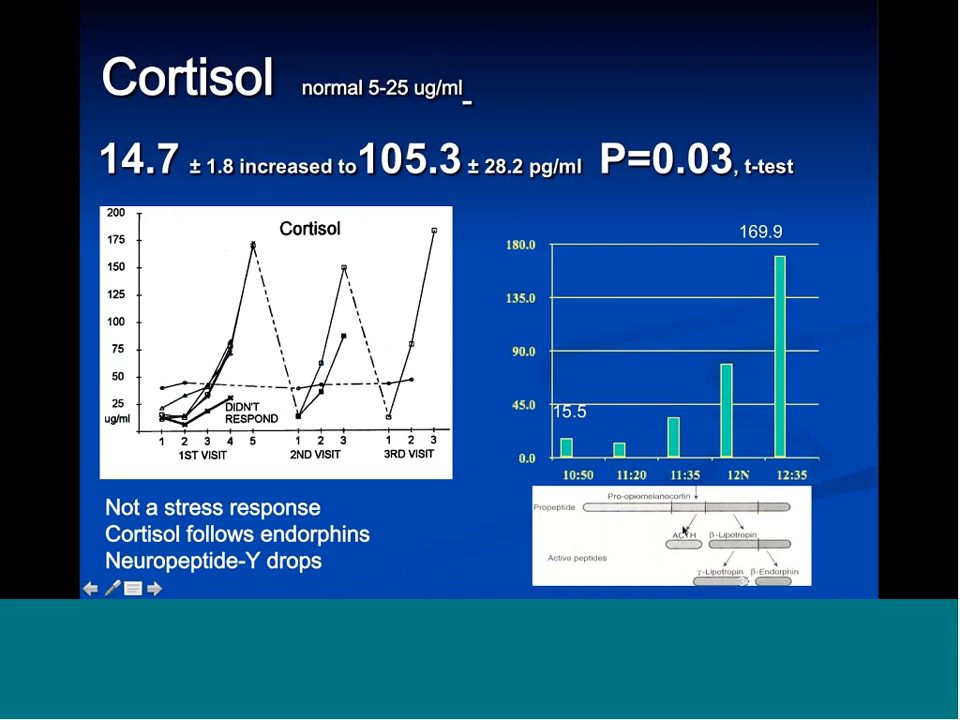 Cortisol normal 5-25 ug/ml
14.7 ± 1.8 increased to 105.3 ± 28.2 pg/ml P=0.03, t-test
200
175
150
125
100
75
50
25
ug/ml
Cortisol
DIDN'T
RESPOND
1 2 3 4 5 1 2 3 1 2 3
1ST VISIT 2ND VISIT 3RD VISIT
169.9
180.0
135.0
90.0
45.0
15.5
0.0
10:50 11:20 11:35 12N 12:35
Not a stress response
Cortisol follows endorphins
Neuropeptide-Y drops
Pro-opiomelanocortin
Propeptide
ACTH β-Lipotropin
Active peptides
γ-Lipotropin β-Endorphin